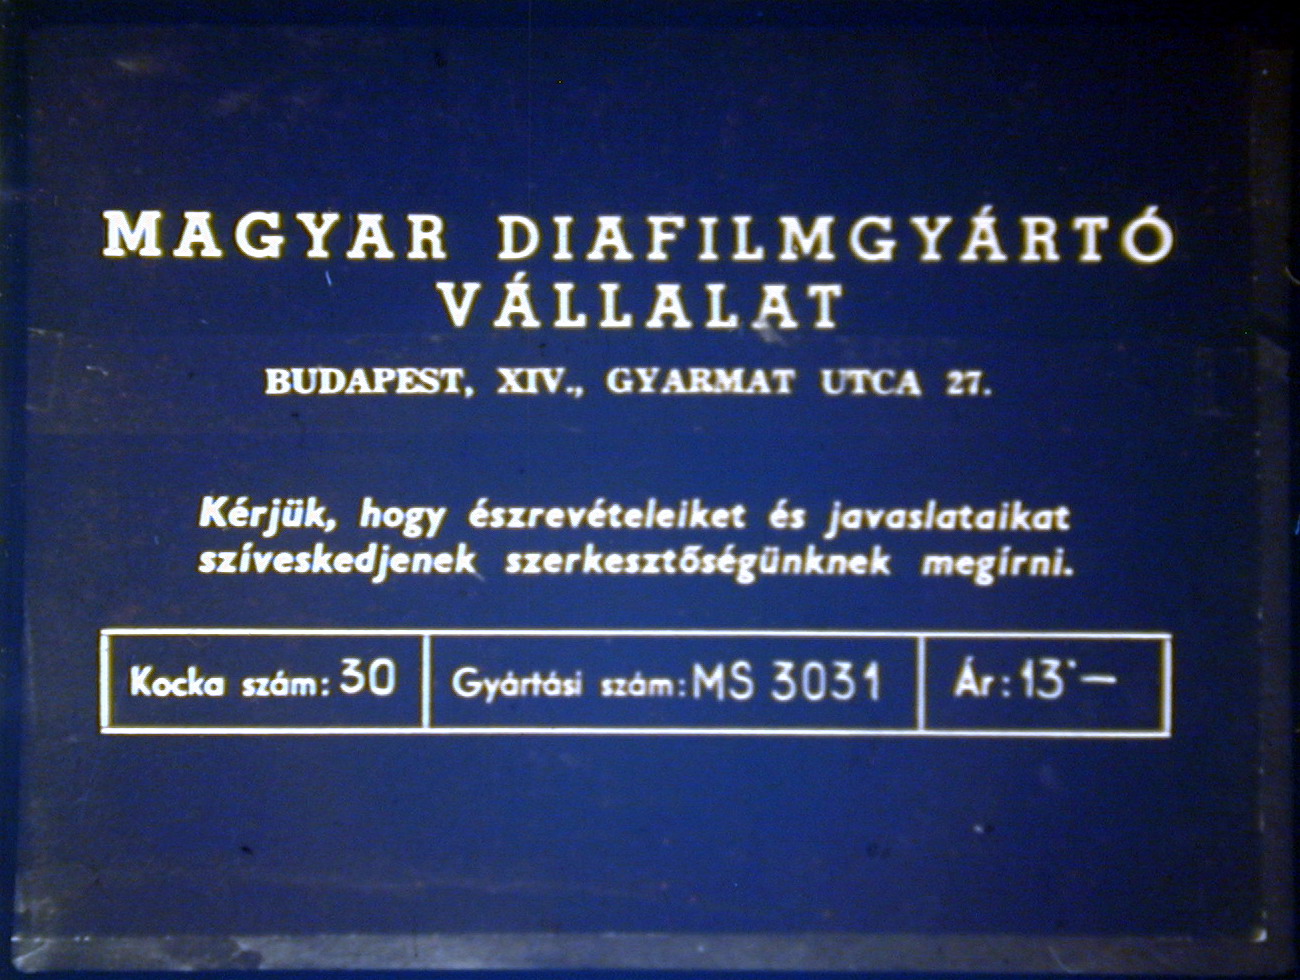 MAGYAR DIAFILMGYÁRTÓ
VÁLLALAT
BUDAPEST, XIV., GYARMAT UTCA 27.
Kérjük, hogy észrevételeiket és javaslataikat
szíveskedjenek szerkesztőségünknek megírni.
Kocka szám: 30 Gyártási szám: MS 3031 Ár: 13·—